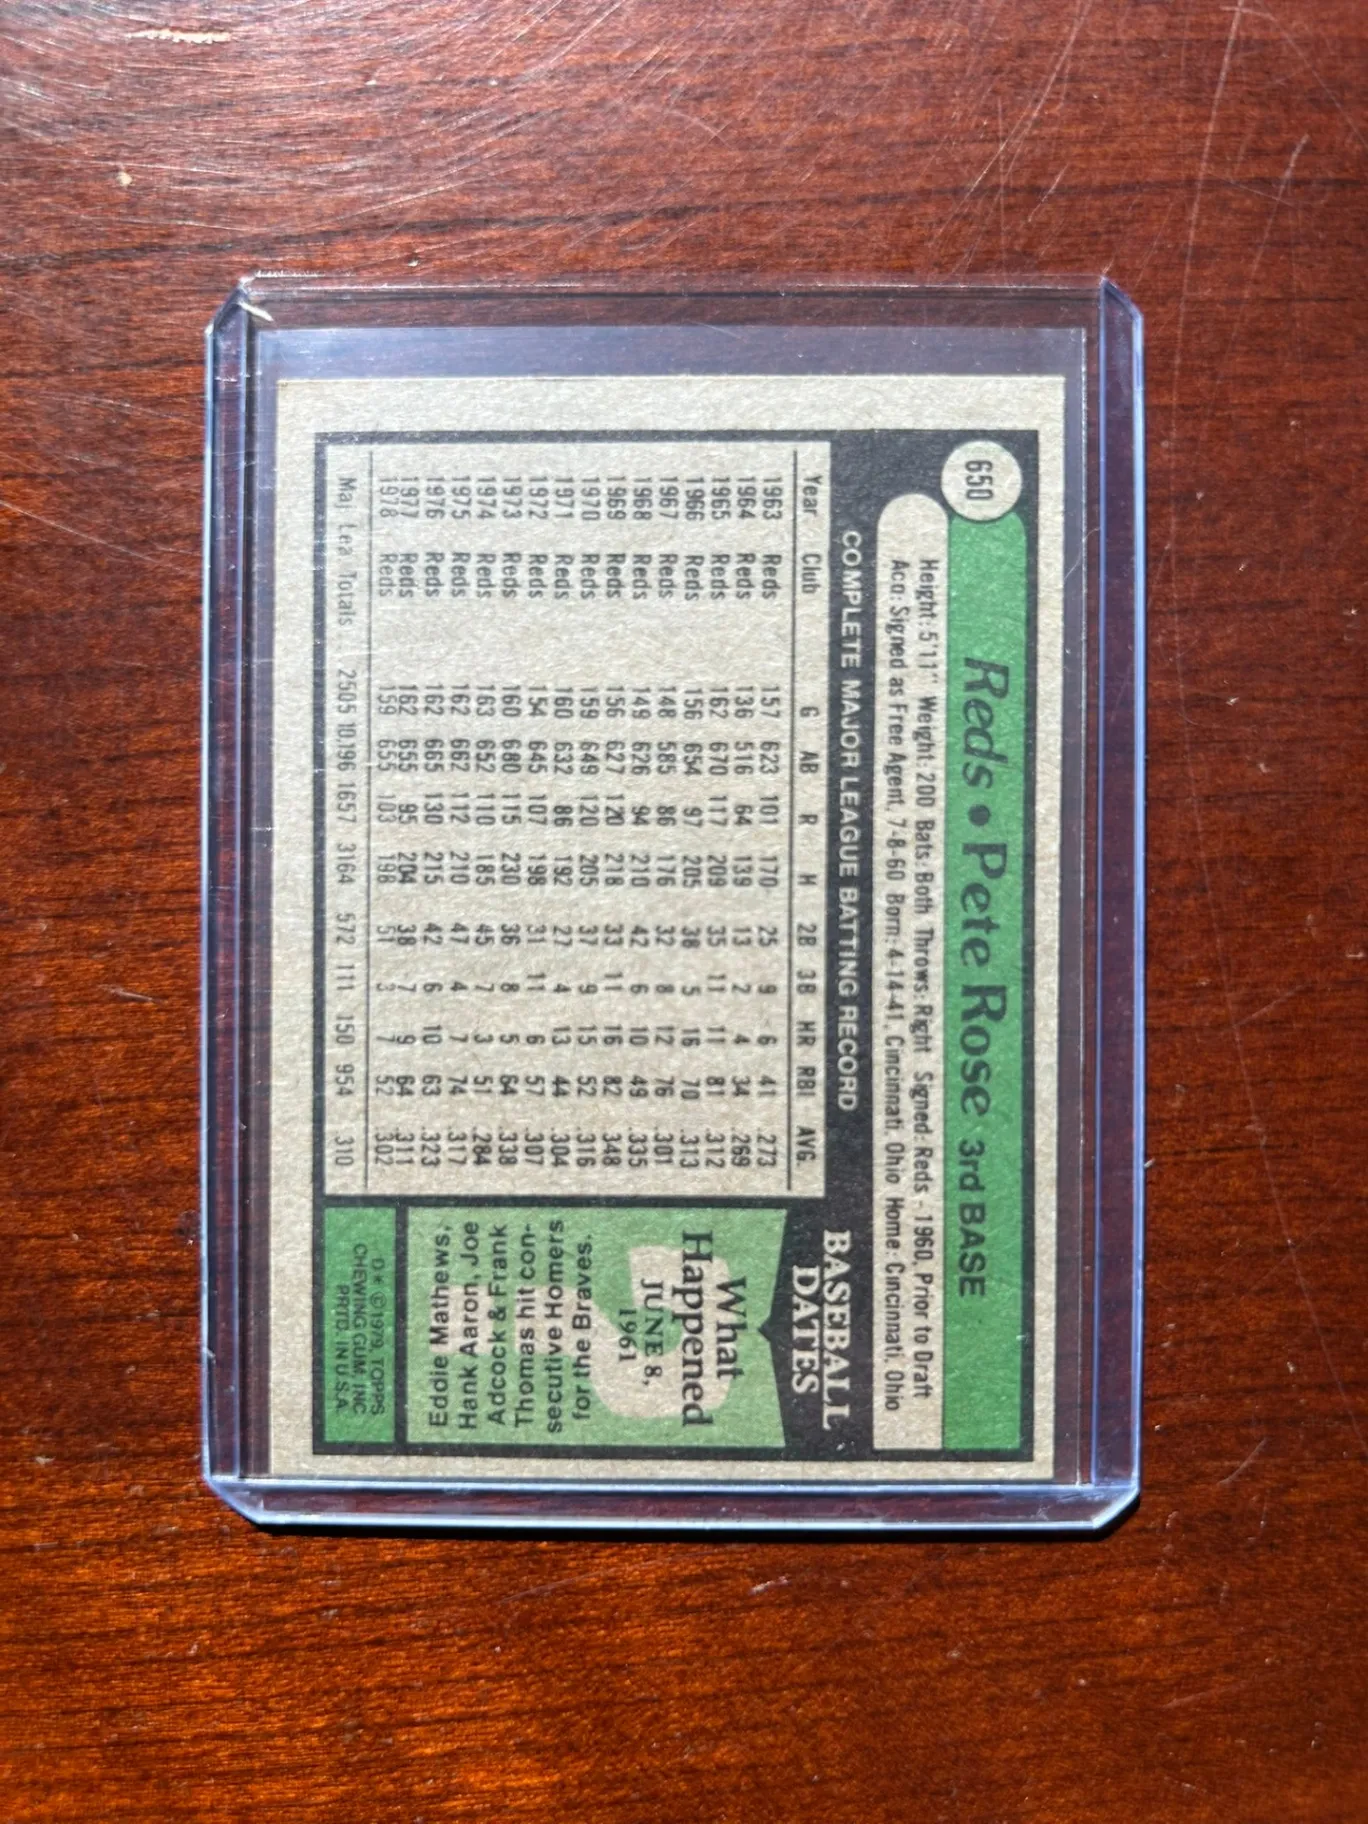 650
Reds • Pete Rose 3rd BASE
Height: 5'11" Weight: 200 Bats: Both Throws: Right Signed: Reds - 1960, Prior to Draft
Acq: Signed as Free Agent, 7-8-60 Born: 4-14-41, Cincinnati, Ohio Home: Cincinnati, Ohio
COMPLETE MAJOR LEAGUE BATTING RECORD
Year Club G AB R H 2B 3B HR RBI AVG.
1963 Reds 157 623 101 170 25 9 6 41 .273
1964 Reds 136 516 64 139 13 2 4 34 .269
1965 Reds 162 670 117 209 35 11 11 81 .312
1966 Reds 156 654 97 205 38 5 16 70 .313
1967 Reds 148 585 86 176 32 8 12 76 .301
1968 Reds 149 626 94 210 42 6 10 49 .335
1969 Reds 156 627 120 218 33 11 16 82 .348
1970 Reds 159 649 120 205 37 9 15 52 .316
1971 Reds 160 632 86 192 27 4 13 44 .304
1972 Reds 154 645 107 198 31 11 6 57 .307
1973 Reds 160 680 115 230 36 8 5 64 .338
1974 Reds 163 652 110 185 45 7 3 51 .284
1975 Reds 162 662 112 210 47 4 7 74 .317
1976 Reds 162 665 130 215 42 6 10 63 .323
1977 Reds 162 655 95 204 38 7 9 64 .311
1978 Reds 159 655 103 198 51 3 7 52 .302
Maj. Lea. Totals 2505 10,196 1657 3164 572 111 150 954 .310
BASEBALL
DATES
What
Happened
JUNE 8,
1961
Eddie Mathews,
Hank Aaron, Joe
Adcock & Frank
Thomas hit con-
secutive Homers
for the Braves.
D* © 1979, TOPPS
CHEWING GUM, INC.
PRTD. IN U.S.A.